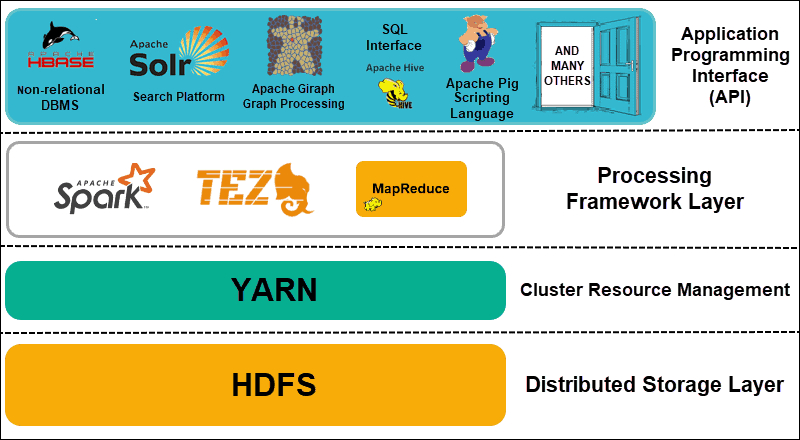 APACHE
HBASE
Non-relational
DBMS
Apache
Solr
Search Platform
Apache Giraph
Graph Processing
SQL
Interface
Apache Hive
HIVE
Apache Pig
Scripting
Language
AND
MANY
OTHERS
Application
Programming
Interface
(API)
APACHE
Spark™
TEZ
MapReduce
Processing
Framework Layer
YARN
Cluster Resource Management
HDFS
Distributed Storage Layer